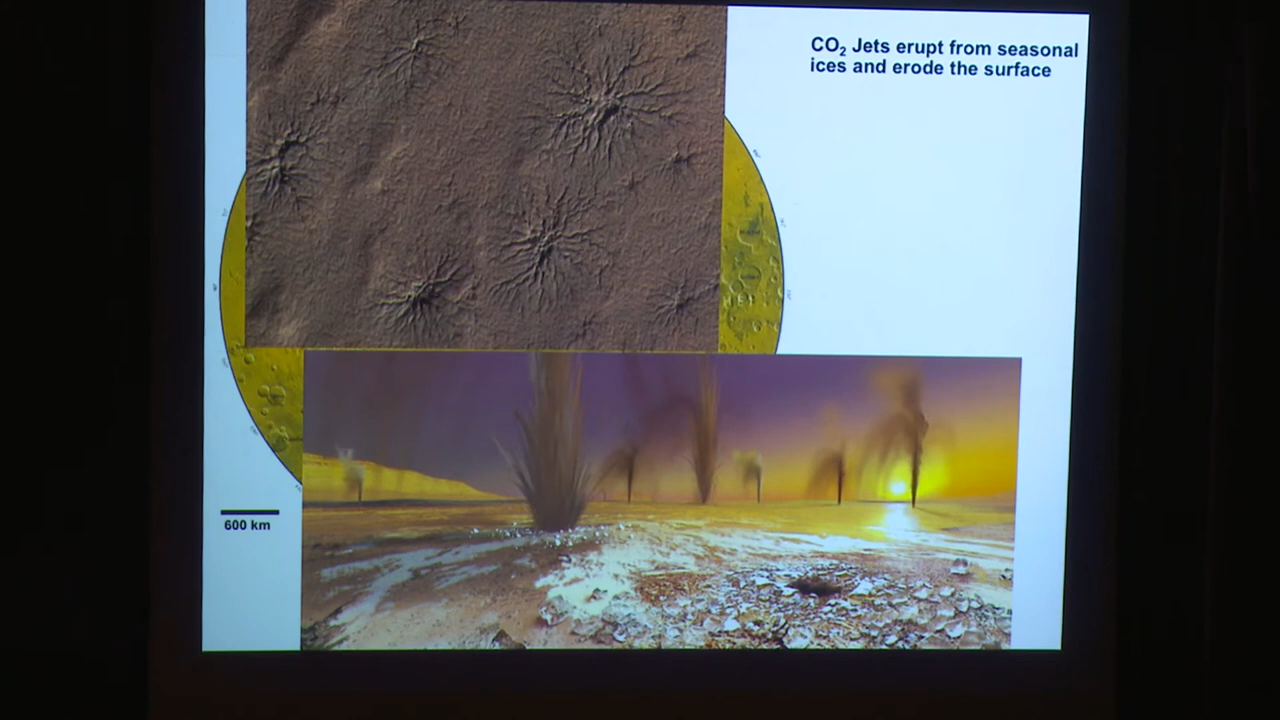 CO₂ Jets erupt from seasonal
ices and erode the surface
600 km